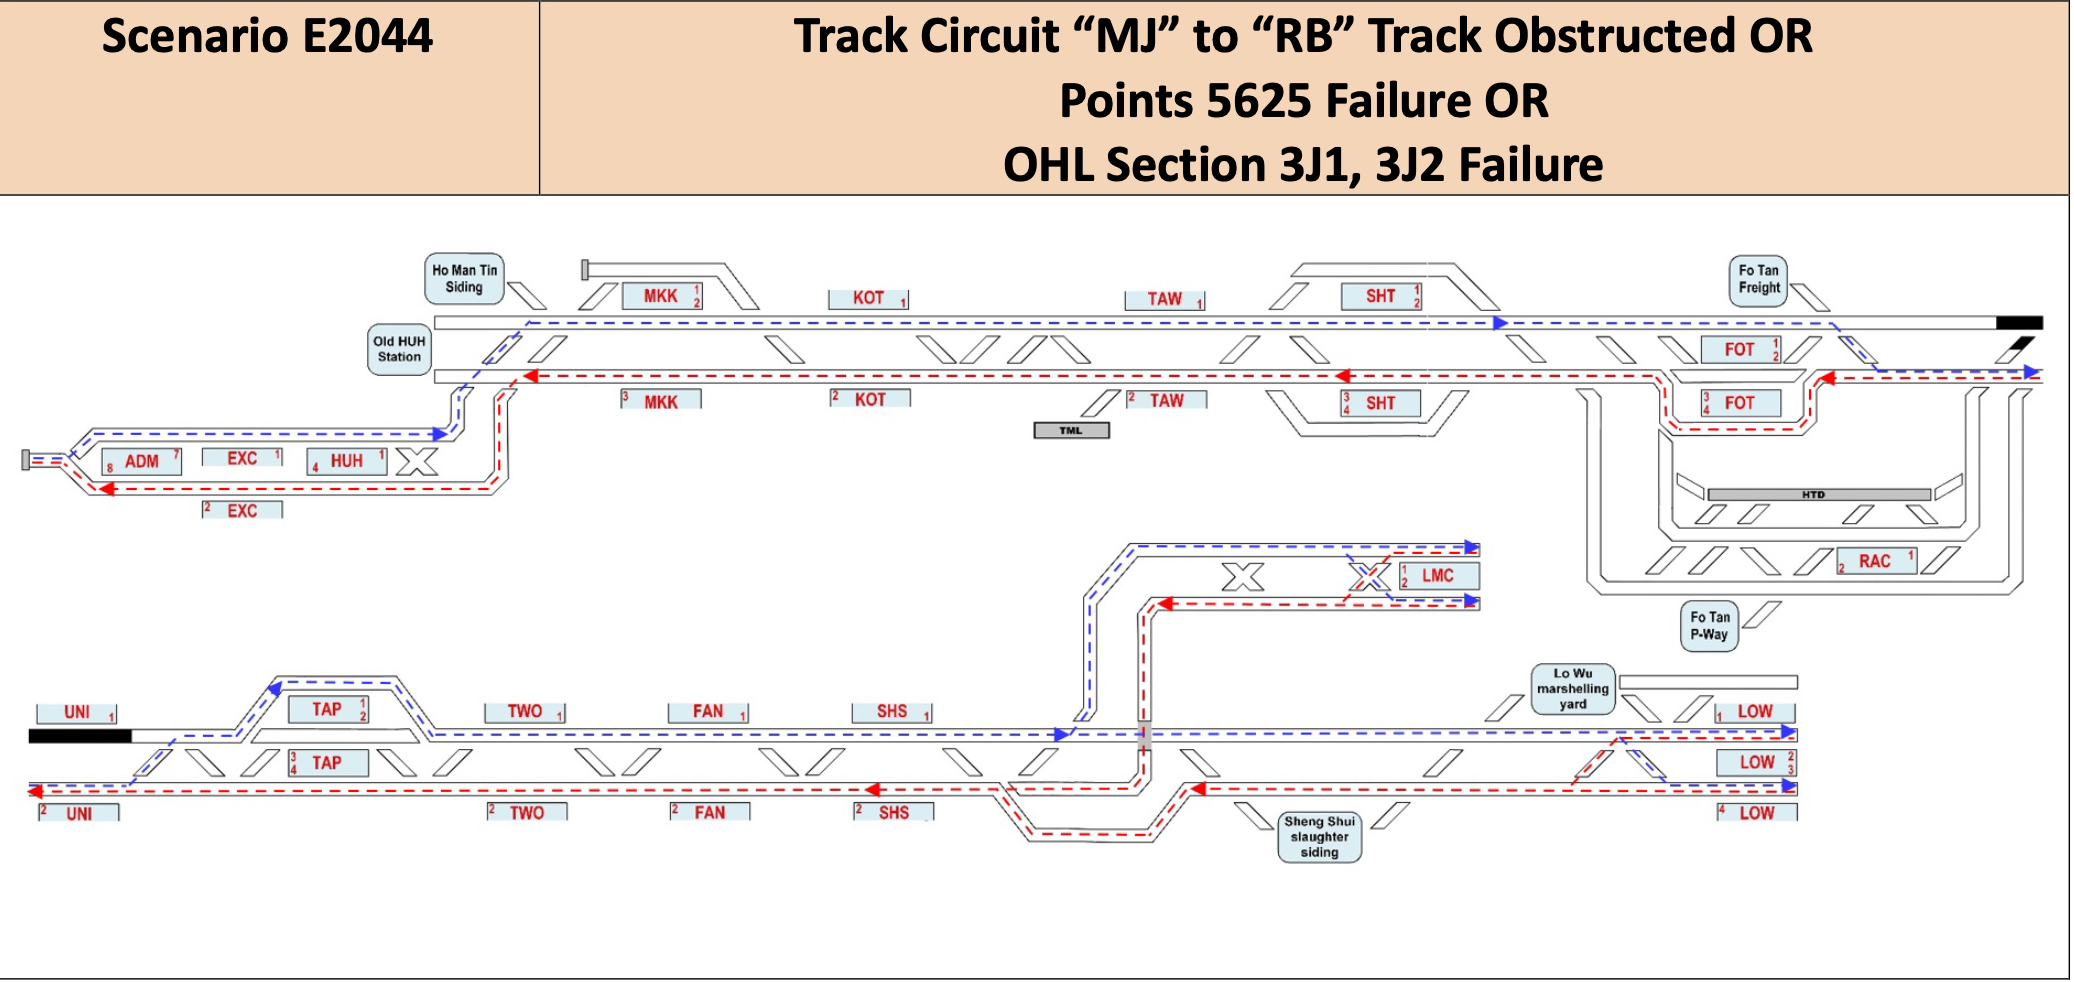 Scenario E2044
Track Circuit “MJ” to “RB” Track Obstructed OR
Points 5625 Failure OR
OHL Section 3J1, 3J2 Failure
Ho Man Tin
Siding
MKK 1
2
KOT 1
TAW 1
SHT 1
2
Fo Tan
Freight
Old HUH
Station
FOT 1
2
3
MKK
2 KOT
2 TAW
3
4 SHT
3
4 FOT
TML
8 ADM 7
EXC 1
4 HUH 1
2 EXC
HTD
2 RAC 1
Fo Tan
P-Way
1
2 LMC
Lo Wu
marshelling
yard
UNI 1
TAP 1
2
TWO 1
FAN 1
SHS 1
1 LOW
3
4 TAP
LOW 2
3
2 UNI
2 TWO
2 FAN
2 SHS
4 LOW
Sheng Shui
slaughter
siding